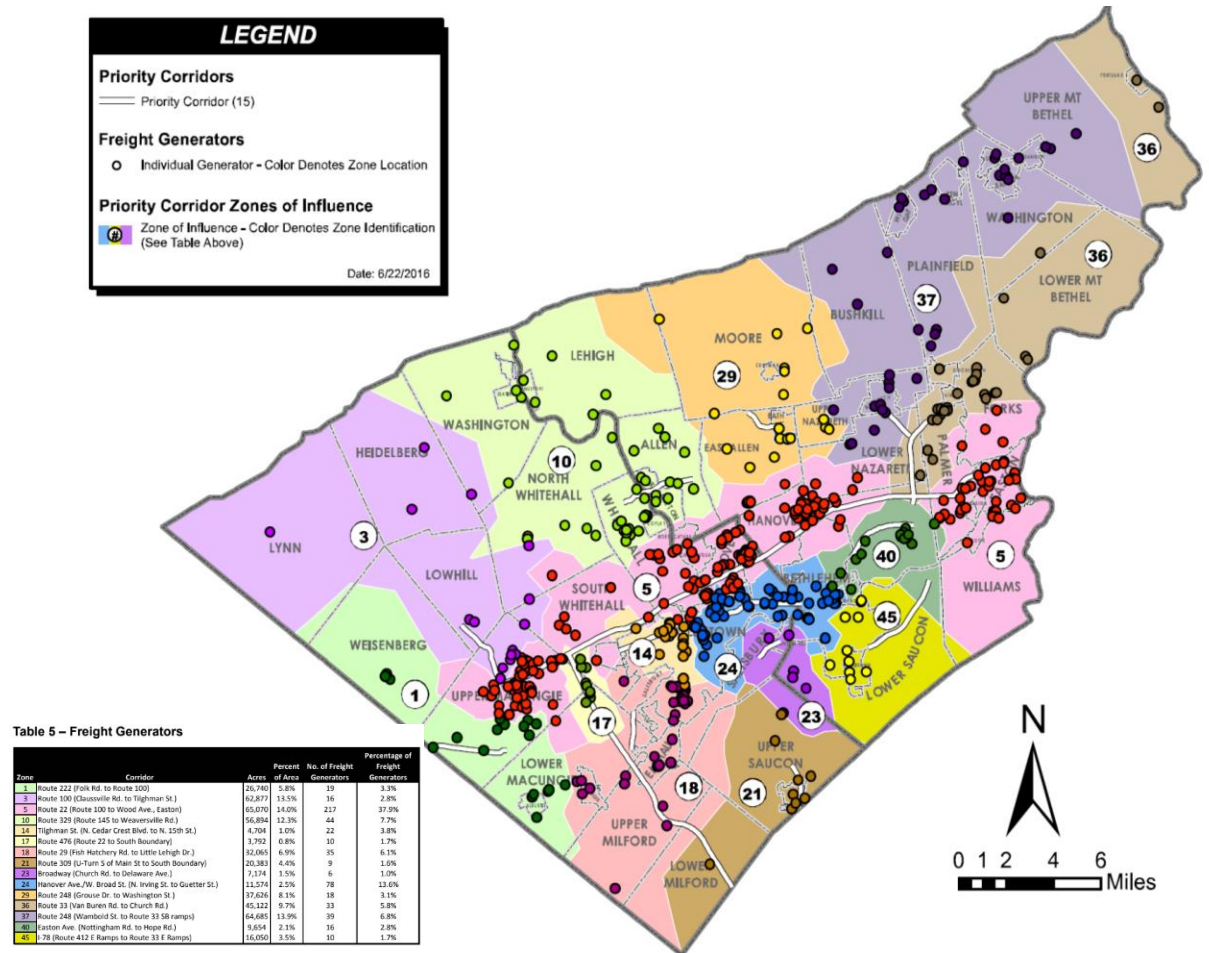 LEGEND
Priority Corridors
Priority Corridor (15)
Freight Generators
Individual Generator – Color Denotes Zone Location
Priority Corridor Zones of Influence
#
Zone of Influence – Color Denotes Zone Identification
(See Table Above)
Date: 6/22/2016
UPPER MT
BETHEL
36
WASHINGTON
36
PLAINFIELD
LOWER MT
BETHEL
37
BUSHKILL
MOORE
29
LEHIGH
WASHINGTON
ALLEN
EAST ALLEN
BATH
UPPER
NAZARETH
FORKS
HEIDELBERG
10
NORTH
WHITEHALL
LOWER
NAZARETH
PALMER
WHITEHALL
HANOVER
LYNN
3
LOWHILL
40
5
WILLIAMS
SOUTH
WHITEHALL
5
BETHLEHEM
45
WEISENBERG
14
24
SALISBURY
LOWER SAUCON
1
UPPER MACUNGIE
17
23
LOWER
MACUNGIE
UPPER
SAUCON
18
21
UPPER
MILFORD
LOWER
MILFORD
N
0 1 2 4 6
Miles
Table 5 – Freight Generators
Zone Corridor Acres Percent of Area No. of Freight Generators Percentage of Freight Generators
1 Route 222 (Folk Rd. to Route 100) 26,740 5.8% 19 3.3%
3 Route 100 (Claussville Rd. to Tilghman St.) 62,877 13.5% 16 2.8%
5 Route 22 (Route 100 to Wood Ave., Easton) 65,070 14.0% 217 37.9%
10 Route 329 (Route 145 to Weaversville Rd.) 56,894 12.3% 44 7.7%
14 Tilghman St. (N. Cedar Crest Blvd. to N. 15th St.) 4,704 1.0% 22 3.8%
17 Route 476 (Route 22 to South Boundary) 3,792 0.8% 10 1.7%
18 Route 29 (Fish Hatchery Rd. to Little Lehigh Dr.) 32,065 6.9% 35 6.1%
21 Route 309 (U-Turn S of Main St to South Boundary) 20,383 4.4% 9 1.6%
23 Broadway (Church Rd. to Delaware Ave.) 7,174 1.5% 6 1.0%
24 Hanover Ave./W. Broad St. (N. Irving St. to Guetter St.) 11,574 2.5% 78 13.6%
29 Route 248 (Grouse Dr. to Washington St.) 37,626 8.1% 18 3.1%
36 Route 33 (Van Buren Rd. to Church Rd.) 45,122 9.7% 33 5.8%
37 Route 248 (Wambold St. to Route 33 SB ramps) 64,685 13.9% 39 6.8%
40 Easton Ave. (Nottingham Rd. to Hope Rd.) 9,654 2.1% 16 2.8%
45 I-78 (Route 412 E Ramps to Route 33 E Ramps) 16,050 3.5% 10 1.7%